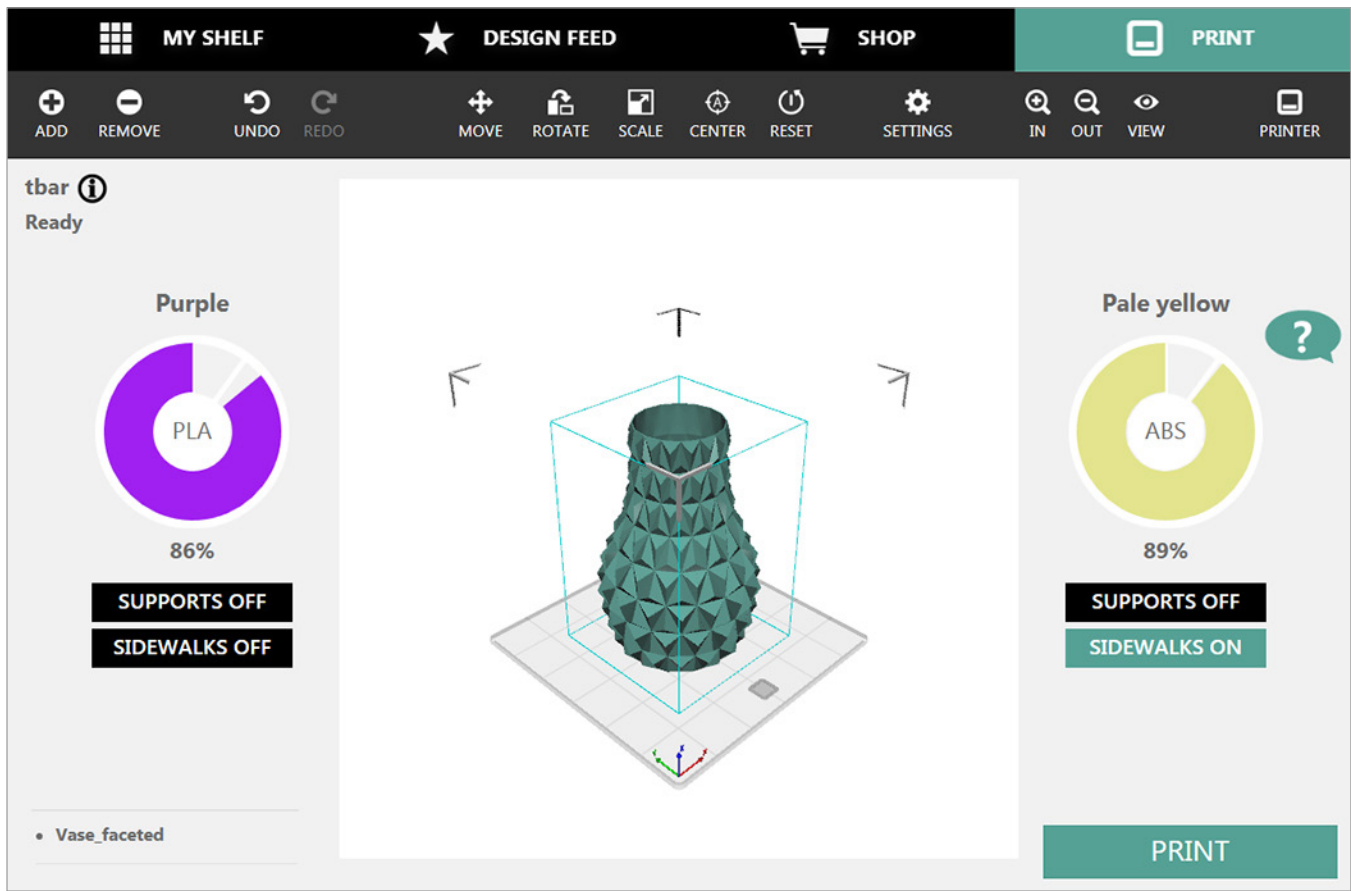 MY SHELF
DESIGN FEED
SHOP
PRINT
ADD
REMOVE
UNDO
REDO
MOVE
ROTATE
SCALE
CENTER
RESET
SETTINGS
IN
OUT
VIEW
PRINTER
tbar
Ready
Purple
PLA
86%
SUPPORTS OFF
SIDEWALKS OFF
Vase_faceted
Pale yellow
?
ABS
89%
SUPPORTS OFF
SIDEWALKS ON
PRINT